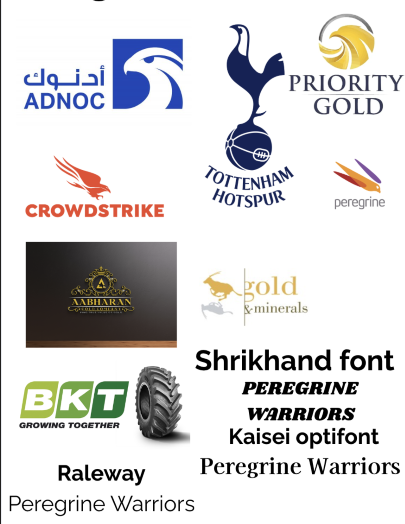 أدنوك
ADNOC
TOTTENHAM
HOTSPUR
PRIORITY
GOLD
CROWDSTRIKE
peregrine
AABHARAN
gold
&minerals
BKT
GROWING TOGETHER
Shrikhand font
PEREGRINE
WARRIORS
Kaisei optifont
Peregrine Warriors
Raleway
Peregrine Warriors